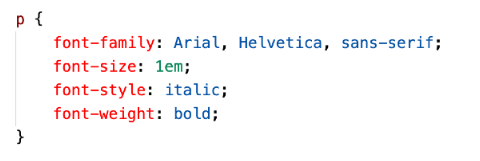 p {
    font-family: Arial, Helvetica, sans-serif;
    font-size: 1em;
    font-style: italic;
    font-weight: bold;
}